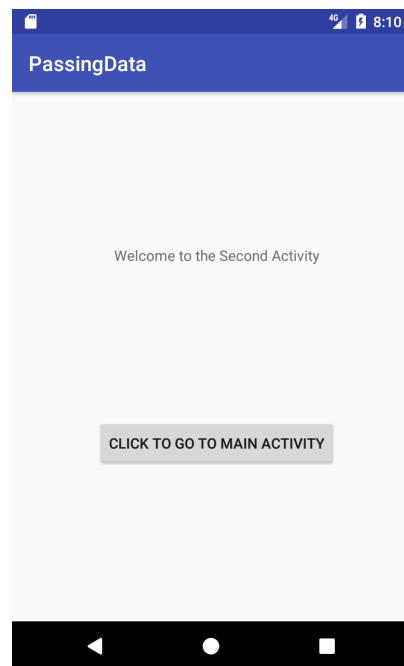 4G 8:10
PassingData
Welcome to the Second Activity
CLICK TO GO TO MAIN ACTIVITY